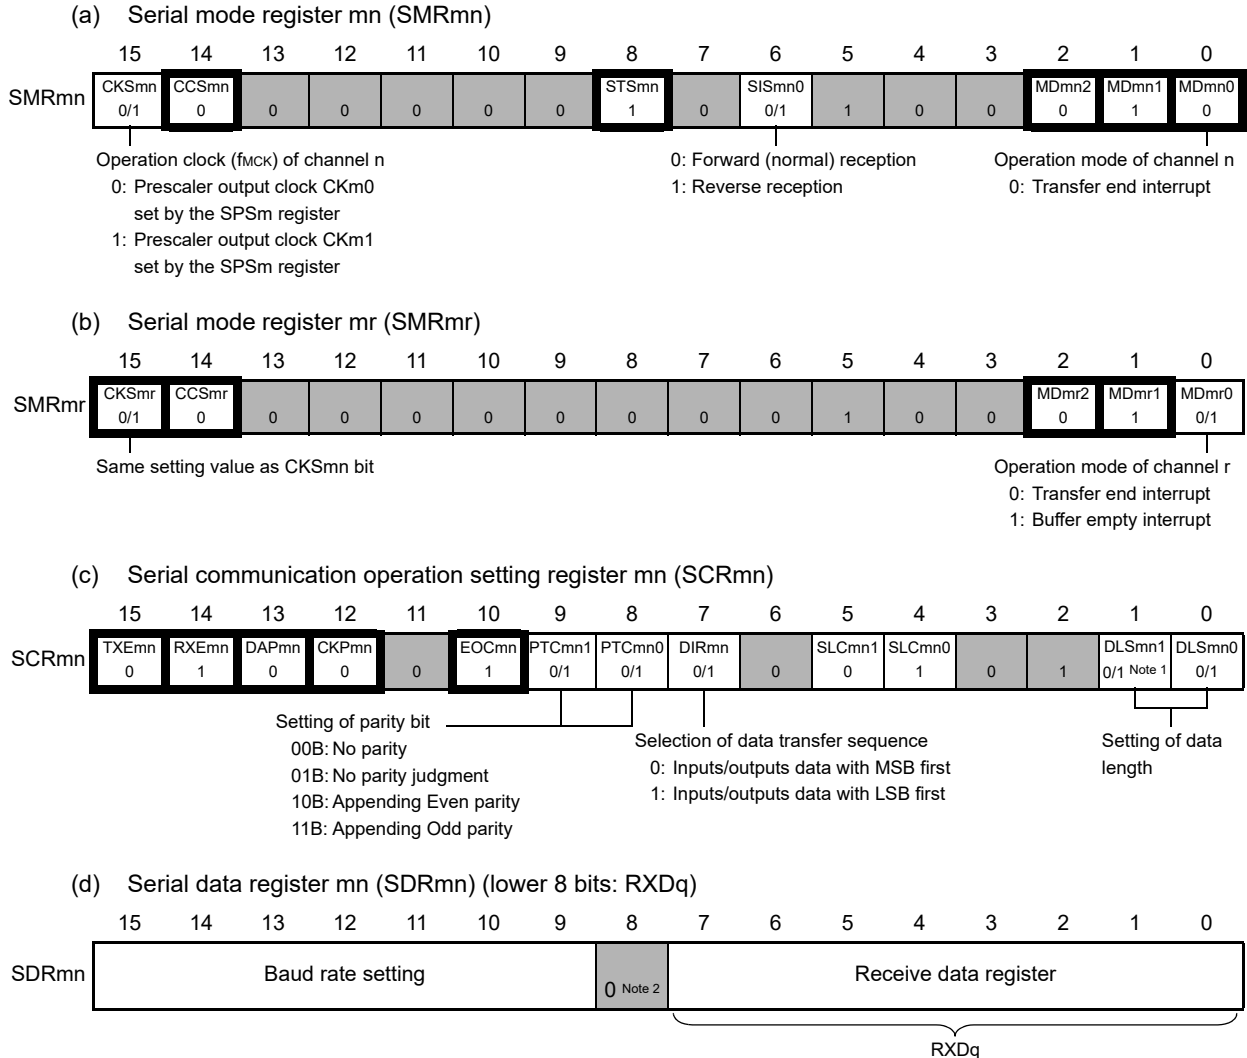 (a) Serial mode register mn (SMRmn)
15 14 13 12 11 10 9 8 7 6 5 4 3 2 1 0
SMRmn
CKSmn CCSmn STSmn SISmn0 MDmn2 MDmn1 MDmn0
0/1 0 0 0 0 0 0 1 0 0/1 1 0 0 0 1 0
Operation clock (fMCK) of channel n
0: Prescaler output clock CKm0
set by the SPSm register
1: Prescaler output clock CKm1
set by the SPSm register
0: Forward (normal) reception
1: Reverse reception
Operation mode of channel n
0: Transfer end interrupt
(b) Serial mode register mr (SMRmr)
15 14 13 12 11 10 9 8 7 6 5 4 3 2 1 0
SMRmr
CKSmr CCSmr MDmr2 MDmr1 MDmr0
0/1 0 0 0 0 0 0 0 0 0 1 0 0 0 1 0/1
Same setting value as CKSmn bit
Operation mode of channel r
0: Transfer end interrupt
1: Buffer empty interrupt
(c) Serial communication operation setting register mn (SCRmn)
15 14 13 12 11 10 9 8 7 6 5 4 3 2 1 0
SCRmn
TXEmn RXEmn DAPmn CKPmn EOCmn PTCmn1 PTCmn0 DIRmn SLCmn1 SLCmn0 DLSmn1 DLSmn0
0 1 0 0 0 1 0/1 0/1 0/1 0 0 1 0 1 0/1 Note 1 0/1
Setting of parity bit
00B: No parity
01B: No parity judgment
10B: Appending Even parity
11B: Appending Odd parity
Selection of data transfer sequence
0: Inputs/outputs data with MSB first
1: Inputs/outputs data with LSB first
Setting of data
length
(d) Serial data register mn (SDRmn) (lower 8 bits: RXDq)
15 14 13 12 11 10 9 8 7 6 5 4 3 2 1 0
SDRmn
Baud rate setting
0 Note 2
Receive data register
RXDq